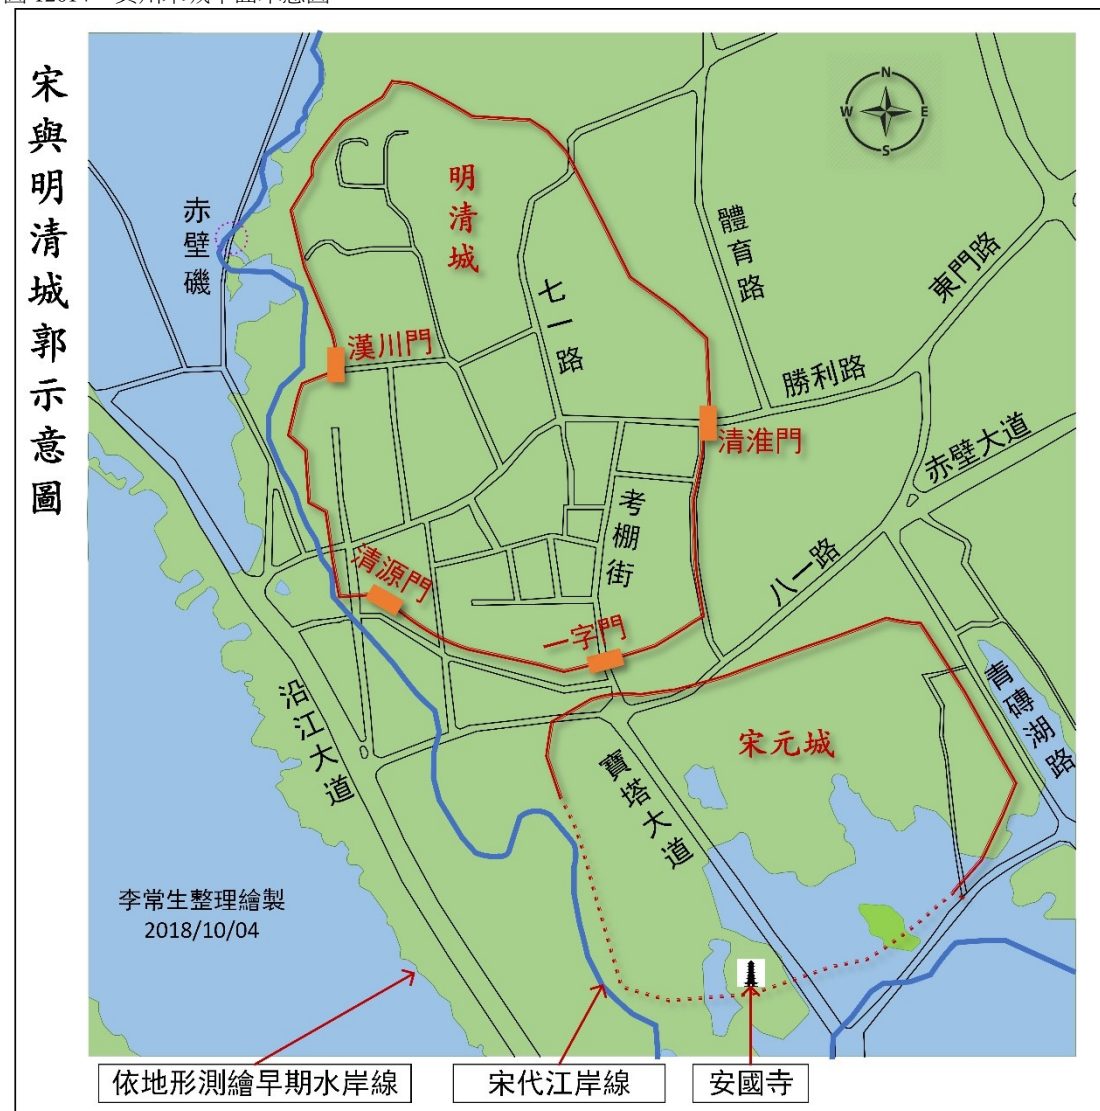 宋與明清城郭示意圖
N
W
E
S
明清城
赤壁磯
體育路
東門路
七一路
漢川門
勝利路
清淮門
赤壁大道
考棚街
清源門
八一路
一字門
青磚湖路
沿江大道
宋元城
寶塔大道
李常生整理繪製
2018/10/04
依地形測繪早期水岸線
宋代江岸線
安國寺